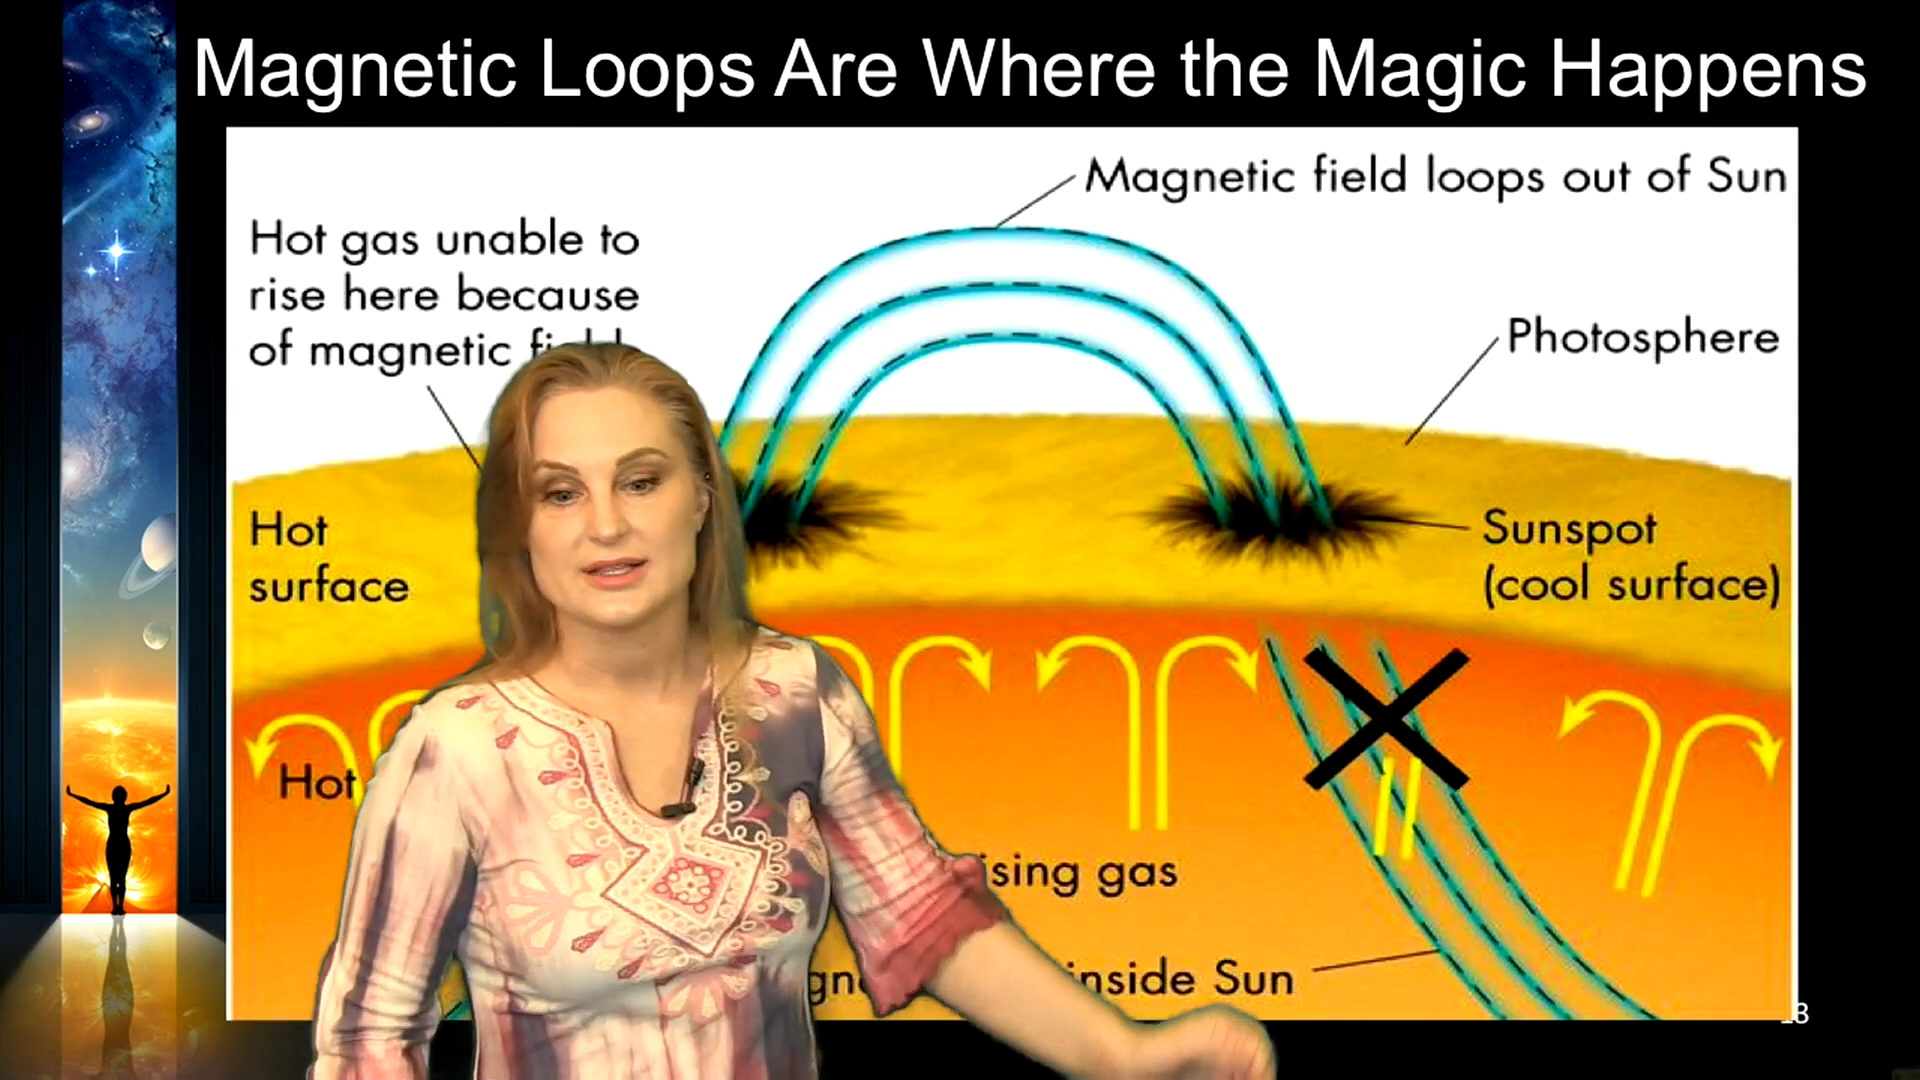 Magnetic Loops Are Where the Magic Happens
Magnetic field loops out of Sun
Hot gas unable to
rise here because
of magnetic field
Photosphere
Hot
surface
Sunspot
(cool surface)
Hot
ising gas
inside Sun